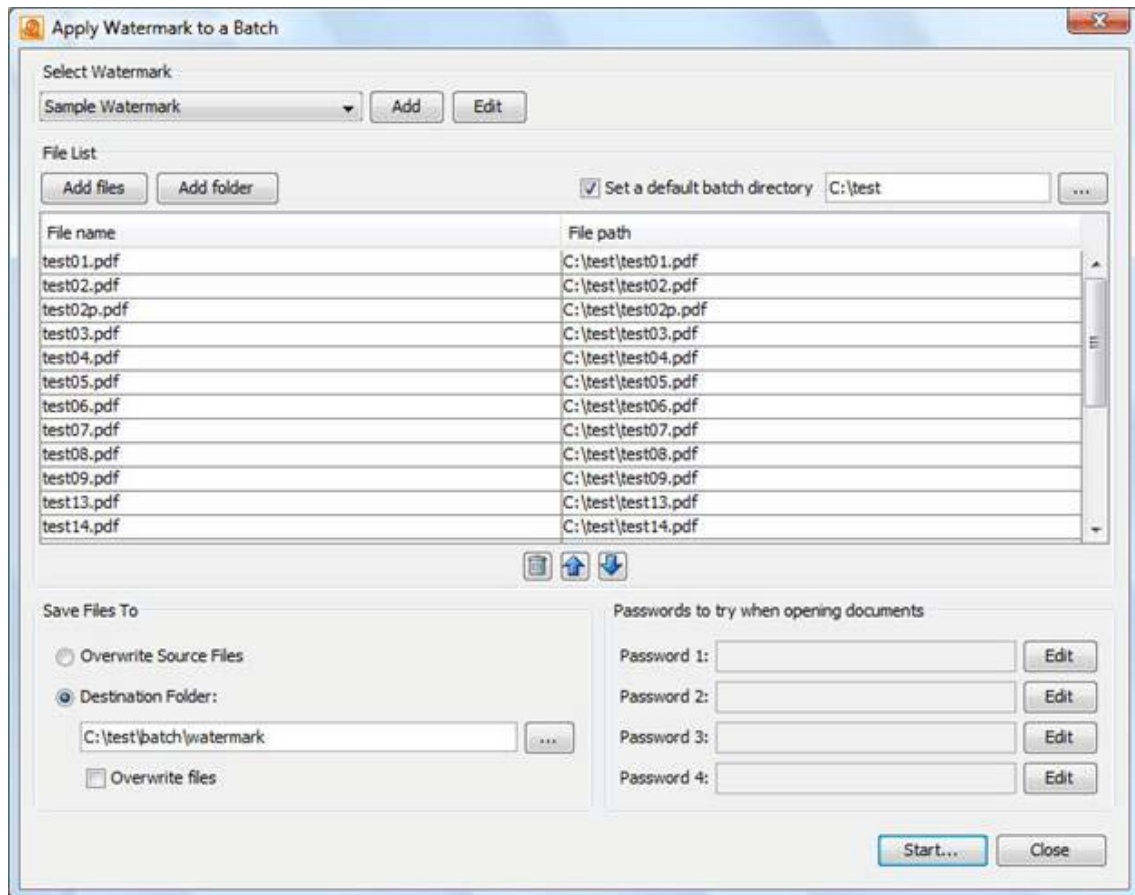 Apply Watermark to a Batch
Select Watermark
Sample Watermark Add Edit
File List
Add files Add folder Set a default batch directory C:\test ...
File name File path
test01.pdf C:\test\test01.pdf
test02.pdf C:\test\test02.pdf
test02p.pdf C:\test\test02p.pdf
test03.pdf C:\test\test03.pdf
test04.pdf C:\test\test04.pdf
test05.pdf C:\test\test05.pdf
test06.pdf C:\test\test06.pdf
test07.pdf C:\test\test07.pdf
test08.pdf C:\test\test08.pdf
test09.pdf C:\test\test09.pdf
test13.pdf C:\test\test13.pdf
test14.pdf C:\test\test14.pdf
Save Files To Passwords to try when opening documents
Overwrite Source Files Password 1: Edit
Destination Folder: Password 2: Edit
C:\test\batch\watermark ... Password 3: Edit
Overwrite files Password 4: Edit
Start... Close